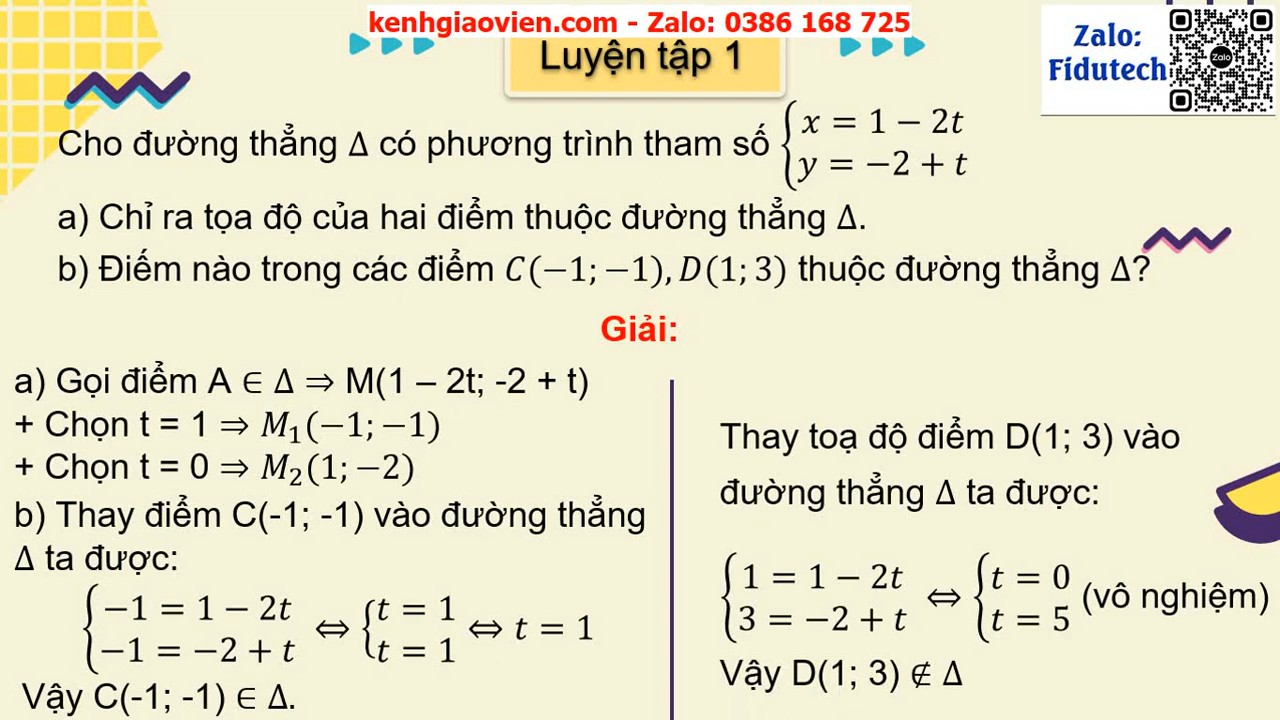 kenhgiaovien.com - Zalo: 0386 168 725
Zalo:
Fidutech
Zalo
Luyện tập 1
Cho đường thẳng Δ có phương trình tham số {x = 1 − 2t
y = −2 + t
a) Chỉ ra tọa độ của hai điểm thuộc đường thẳng Δ.
b) Điếm nào trong các điểm C(−1; −1), D(1; 3) thuộc đường thẳng Δ?
Giải:
a) Gọi điểm A ∈ Δ ⇒ M(1 – 2t; -2 + t)
+ Chọn t = 1 ⇒ M₁(−1; −1)
+ Chọn t = 0 ⇒ M₂(1; −2)
b) Thay điểm C(-1; -1) vào đường thẳng
Δ ta được:
{−1 = 1 − 2t
−1 = −2 + t ⇔ {t = 1
t = 1 ⇔ t = 1
Vậy C(-1; -1) ∈ Δ.
Thay toạ độ điểm D(1; 3) vào
đường thẳng Δ ta được:
{1 = 1 − 2t
3 = −2 + t ⇔ {t = 0
t = 5 (vô nghiệm)
Vậy D(1; 3) ∉ Δ